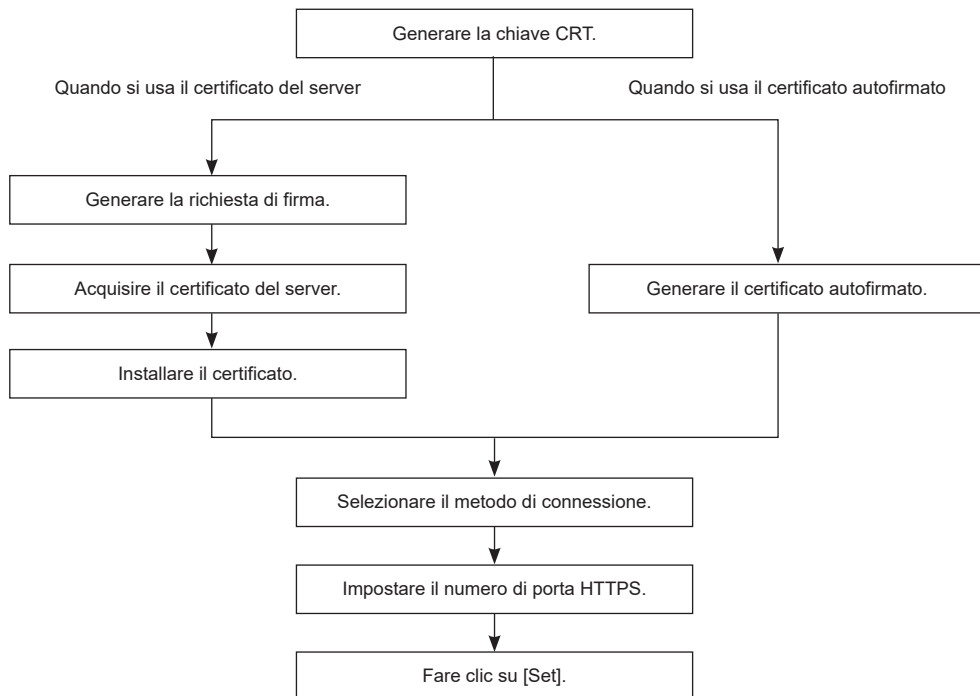 Generare la chiave CRT.
Quando si usa il certificato del server
Quando si usa il certificato autofirmato
Generare la richiesta di firma.
Acquisire il certificato del server.
Generare il certificato autofirmato.
Installare il certificato.
Selezionare il metodo di connessione.
Impostare il numero di porta HTTPS.
Fare clic su [Set].